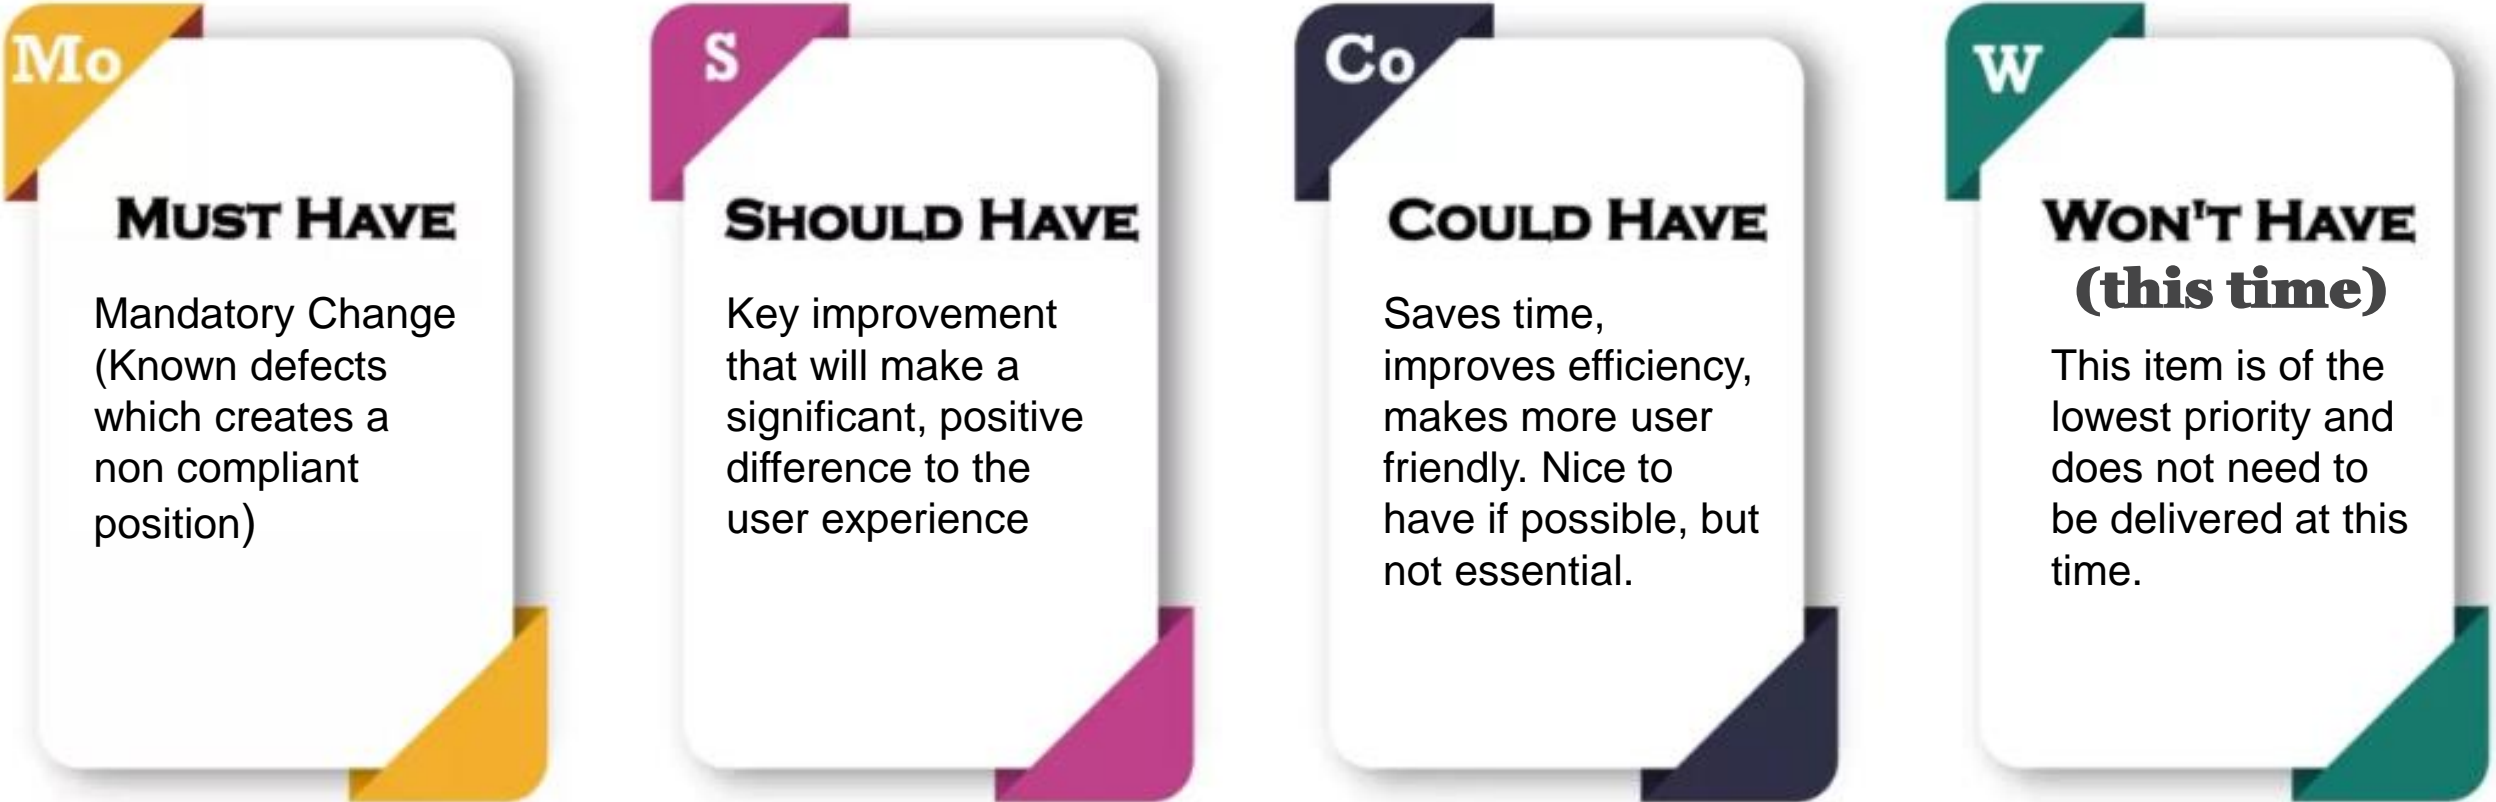 Mo
MUST HAVE
Mandatory Change
(Known defects
which creates a
non compliant
position)
S
SHOULD HAVE
Key improvement
that will make a
significant, positive
difference to the
user experience
Co
COULD HAVE
Saves time,
improves efficiency,
makes more user
friendly. Nice to
have if possible, but
not essential.
W
WON'T HAVE
(this time)
This item is of the
lowest priority and
does not need to
be delivered at this
time.